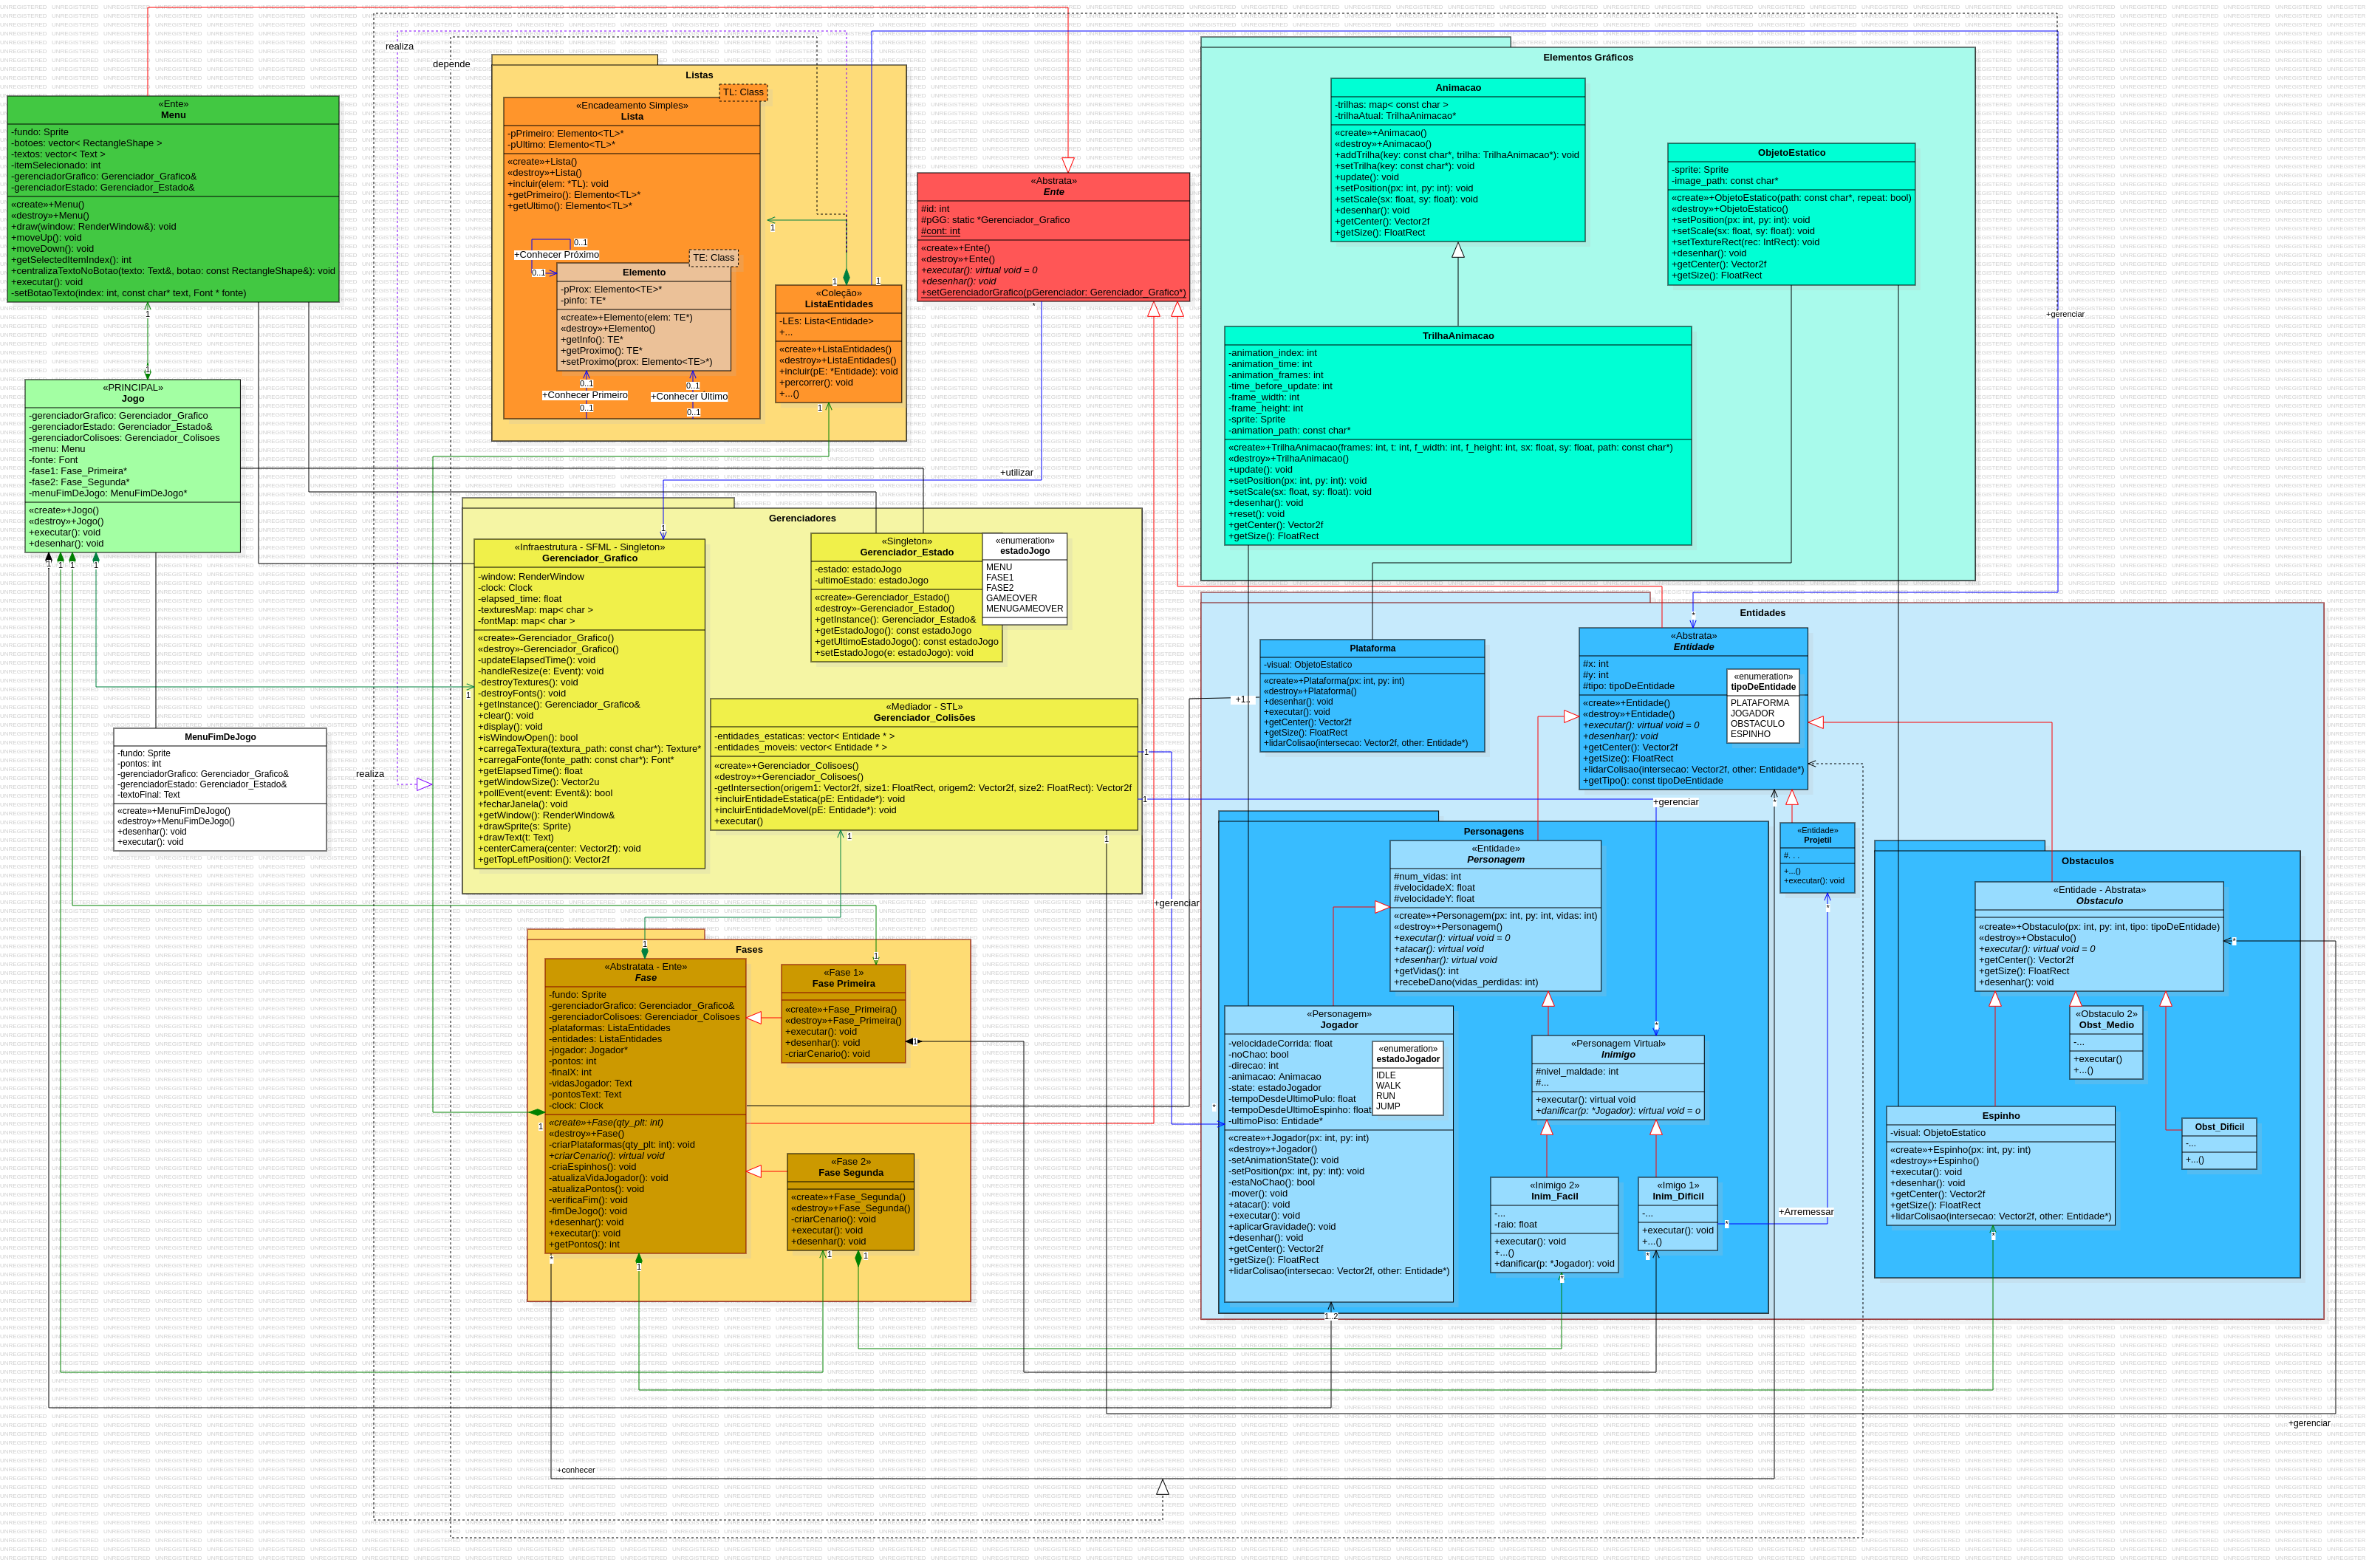 realiza
depende
«Ente»
Menu
-fundo: Sprite
-botoes: vector< RectangleShape >
-textos: vector< Text >
-itemSelecionado: int
-gerenciadorGrafico: Gerenciador_Grafico&
-gerenciadorEstado: Gerenciador_Estado&
«create»+Menu()
«destroy»+Menu()
+draw(window: RenderWindow&): void
+moveUp(): void
+moveDown(): void
+getSelectedItemIndex(): int
+centralizaTextoNoBotao(texto: Text&, botao: const RectangleShape&): void
+executar(): void
-setBotaoTexto(index: int, const char* text, Font * fonte)
1
1
«PRINCIPAL»
Jogo
-gerenciadorGrafico: Gerenciador_Grafico
-gerenciadorEstado: Gerenciador_Estado&
-gerenciadorColisoes: Gerenciador_Colisoes
-menu: Menu
-fonte: Font
-fase1: Fase_Primeira*
-fase2: Fase_Segunda*
-menuFimDeJogo: MenuFimDeJogo*
«create»+Jogo()
«destroy»+Jogo()
+executar(): void
+desenhar(): void
1
1
1
1
MenuFimDeJogo
-fundo: Sprite
-pontos: int
-gerenciadorGrafico: Gerenciador_Grafico&
-gerenciadorEstado: Gerenciador_Estado&
-textoFinal: Text
«create»+MenuFimDeJogo()
«destroy»+MenuFimDeJogo()
+desenhar(): void
+executar(): void
realiza
Listas
TL: Class
«Encadeamento Simples»
Lista
-pPrimeiro: Elemento<TL>*
-pUltimo: Elemento<TL>*
«create»+Lista()
«destroy»+Lista()
+incluir(elem: *TL): void
+getPrimeiro(): Elemento<TL>*
+getUltimo(): Elemento<TL>*
0..1
+Conhecer Próximo
0..1
TE: Class
Elemento
-pProx: Elemento<TE>*
-pinfo: TE*
«create»+Elemento(elem: TE*)
«destroy»+Elemento()
+getInfo(): TE*
+getProximo(): TE*
+setProximo(prox: Elemento<TE>*)
0..1
+Conhecer Primeiro
0..1
0..1
+Conhecer Último
0..1
1
1
1
«Coleção»
ListaEntidades
-LEs: Lista<Entidade>
+...
«create»+ListaEntidades()
«destroy»+ListaEntidades()
+incluir(pE: *Entidade): void
+percorrer(): void
+...()
1
«Abstrata»
Ente
#id: int
#pGG: static *Gerenciador_Grafico
#cont: int
«create»+Ente()
«destroy»+Ente()
+executar(): virtual void = 0
+desenhar(): void
+setGerenciadorGrafico(pGerenciador: Gerenciador_Grafico*)
*
+utilizar
1
Gerenciadores
«Infraestrutura - SFML - Singleton»
Gerenciador_Grafico
-window: RenderWindow
-clock: Clock
-elapsed_time: float
-texturesMap: map< char >
-fontMap: map< char >
«create»-Gerenciador_Grafico()
«destroy»-Gerenciador_Grafico()
-updateElapsedTime(): void
-handleResize(e: Event): void
-destroyTextures(): void
-destroyFonts(): void
+getInstance(): Gerenciador_Grafico&
+clear(): void
+display(): void
+isWindowOpen(): bool
+carregaTextura(textura_path: const char*): Texture*
+carregaFonte(fonte_path: const char*): Font*
+getElapsedTime(): float
+getWindowSize(): Vector2u
+pollEvent(event: Event&): bool
+fecharJanela(): void
+getWindow(): RenderWindow&
+drawSprite(s: Sprite)
+drawText(t: Text)
+centerCamera(center: Vector2f): void
+getTopLeftPosition(): Vector2f
1
«Singleton»
Gerenciador_Estado
-estado: estadoJogo
-ultimoEstado: estadoJogo
«create»-Gerenciador_Estado()
«destroy»-Gerenciador_Estado()
+getInstance(): Gerenciador_Estado&
+getEstadoJogo(): const estadoJogo
+getUltimoEstadoJogo(): const estadoJogo
+setEstadoJogo(e: estadoJogo): void
«enumeration»
estadoJogo
MENU
FASE1
FASE2
GAMEOVER
MENUGAMEOVER
«Mediador - STL»
Gerenciador_Colisões
-entidades_estaticas: vector< Entidade * >
-entidades_moveis: vector< Entidade * >
«create»+Gerenciador_Colisoes()
«destroy»+Gerenciador_Colisoes()
-getIntersection(origem1: Vector2f, size1: FloatRect, origem2: Vector2f, size2: FloatRect): Vector2f
+incluirEntidadeEstatica(pE: Entidade*): void
+incluirEntidadeMovel(pE: Entidade*): void
+executar()
1
1
1
1
+gerenciar
+gerenciar
Fases
1
«Abstratata - Ente»
Fase
-fundo: Sprite
-gerenciadorGrafico: Gerenciador_Grafico&
-gerenciadorColisoes: Gerenciador_Colisoes
-plataformas: ListaEntidades
-entidades: ListaEntidades
-jogador: Jogador*
-pontos: int
-finalX: int
-vidasJogador: Text
-pontosText: Text
-clock: Clock
«create»+Fase(qty_plt: int)
«destroy»+Fase()
-criarPlataformas(qty_plt: int): void
+criarCenario(): virtual void
-criaEspinhos(): void
-atualizaVidaJogador(): void
-atualizaPontos(): void
-verificaFim(): void
-fimDeJogo(): void
+desenhar(): void
+executar(): void
+getPontos(): int
1
1
*
1
«Fase 1»
Fase Primeira
«create»+Fase_Primeira()
«destroy»+Fase_Primeira()
+executar(): void
+desenhar(): void
-criarCenario(): void
1
«Fase 2»
Fase Segunda
«create»+Fase_Segunda()
«destroy»+Fase_Segunda()
-criarCenario(): void
+executar(): void
+desenhar(): void
1
1
+conhecer
Elementos Gráficos
Animacao
-trilhas: map< const char >
-trilhaAtual: TrilhaAnimacao*
«create»+Animacao()
«destroy»+Animacao()
+addTrilha(key: const char*, trilha: TrilhaAnimacao*): void
+setTrilha(key: const char*): void
+update(): void
+setPosition(px: int, py: int): void
+setScale(sx: float, sy: float): void
+desenhar(): void
+getCenter(): Vector2f
+getSize(): FloatRect
ObjetoEstatico
-sprite: Sprite
-image_path: const char*
«create»+ObjetoEstatico(path: const char*, repeat: bool)
«destroy»+ObjetoEstatico()
+setPosition(px: int, py: int): void
+setScale(sx: float, sy: float): void
+setTextureRect(rec: IntRect): void
+desenhar(): void
+getCenter(): Vector2f
+getSize(): FloatRect
+gerenciar
TrilhaAnimacao
-animation_index: int
-animation_time: int
-animation_frames: int
-time_before_update: int
-frame_width: int
-frame_height: int
-sprite: Sprite
-animation_path: const char*
«create»+TrilhaAnimacao(frames: int, t: int, f_width: int, f_height: int, sx: float, sy: float, path: const char*)
«destroy»+TrilhaAnimacao()
+update(): void
+setPosition(px: int, py: int): void
+setScale(sx: float, sy: float): void
+desenhar(): void
+reset(): void
+getCenter(): Vector2f
+getSize(): FloatRect
Entidades
Plataforma
-visual: ObjetoEstatico
«create»+Plataforma(px: int, py: int)
«destroy»+Plataforma()
+desenhar(): void
+executar(): void
+getCenter(): Vector2f
+getSize(): FloatRect
+lidarColisao(intersecao: Vector2f, other: Entidade*)
*
«Abstrata»
Entidade
#x: int
#y: int
#tipo: tipoDeEntidade
«create»+Entidade()
«destroy»+Entidade()
+executar(): virtual void = 0
+desenhar(): void
+getCenter(): Vector2f
+getSize(): FloatRect
+lidarColisao(intersecao: Vector2f, other: Entidade*)
+getTipo(): const tipoDeEntidade
«enumeration»
tipoDeEntidade
PLATAFORMA
JOGADOR
OBSTACULO
ESPINHO
*
«Entidade»
Projetil
#. . .
+...()
+executar(): void
*
Personagens
«Entidade»
Personagem
#num_vidas: int
#velocidadeX: float
#velocidadeY: float
«create»+Personagem(px: int, py: int, vidas: int)
«destroy»+Personagem()
+executar(): virtual void = 0
+atacar(): virtual void
+desenhar(): virtual void
+getVidas(): int
+recebeDano(vidas_perdidas: int)
*
«Personagem»
Jogador
-velocidadeCorrida: float
-noChao: bool
-direcao: int
-animacao: Animacao
-state: estadoJogador
-tempoDesdeUltimoPulo: float
-tempoDesdeUltimoEspinho: float
-ultimoPiso: Entidade*
«create»+Jogador(px: int, py: int)
«destroy»+Jogador()
-setAnimationState(): void
-setPosition(px: int, py: int): void
-estaNoChao(): bool
-mover(): void
+atacar(): void
+executar(): void
+aplicarGravidade(): void
+desenhar(): void
+getCenter(): Vector2f
+getSize(): FloatRect
+lidarColisao(intersecao: Vector2f, other: Entidade*)
«enumeration»
estadoJogador
IDLE
WALK
RUN
JUMP
1..2
*
«Personagem Virtual»
Inimigo
#nivel_maldade: int
#...
+executar(): virtual void
+danificar(p: *Jogador): virtual void = o
«Inimigo 2»
Inim_Facil
-...
-raio: float
+executar(): void
+...()
+danificar(p: *Jogador): void
*
«Imigo 1»
Inim_Dificil
-...
+executar(): void
+...()
*
*
+Arremessar
Obstaculos
«Entidade - Abstrata»
Obstaculo
«create»+Obstaculo(px: int, py: int, tipo: tipoDeEntidade)
«destroy»+Obstaculo()
+executar(): virtual void = 0
+getCenter(): Vector2f
+getSize(): FloatRect
+desenhar(): void
*
«Obstaculo 2»
Obst_Medio
-...
+executar()
+...()
Espinho
-visual: ObjetoEstatico
«create»+Espinho(px: int, py: int)
«destroy»+Espinho()
+executar(): void
+desenhar(): void
+getCenter(): Vector2f
+getSize(): FloatRect
+lidarColisao(intersecao: Vector2f, other: Entidade*)
*
Obst_Dificil
-...
+...()
+gerenciar